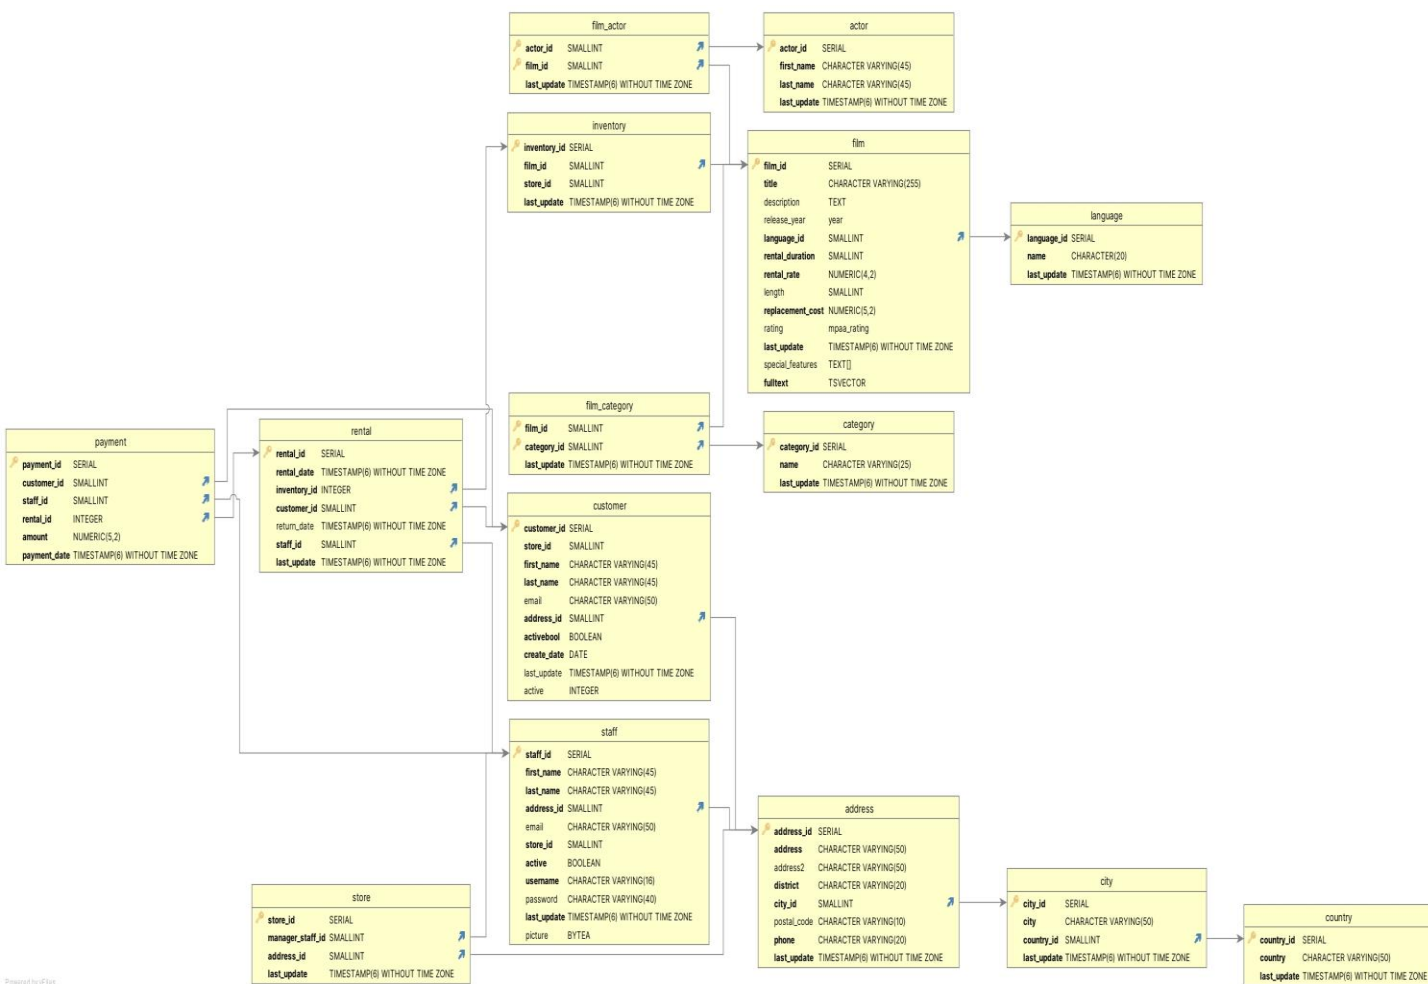 film_actor
actor_id SMALLINT
film_id SMALLINT
last_update TIMESTAMP(6) WITHOUT TIME ZONE
actor
actor_id SERIAL
first_name CHARACTER VARYING(45)
last_name CHARACTER VARYING(45)
last_update TIMESTAMP(6) WITHOUT TIME ZONE
inventory
inventory_id SERIAL
film_id SMALLINT
store_id SMALLINT
last_update TIMESTAMP(6) WITHOUT TIME ZONE
film
film_id SERIAL
title CHARACTER VARYING(255)
description TEXT
release_year year
language_id SMALLINT
rental_duration SMALLINT
rental_rate NUMERIC(4,2)
length SMALLINT
replacement_cost NUMERIC(5,2)
rating mpaa_rating
last_update TIMESTAMP(6) WITHOUT TIME ZONE
special_features TEXT[]
fulltext TSVECTOR
language
language_id SERIAL
name CHARACTER(20)
last_update TIMESTAMP(6) WITHOUT TIME ZONE
film_category
film_id SMALLINT
category_id SMALLINT
last_update TIMESTAMP(6) WITHOUT TIME ZONE
category
category_id SERIAL
name CHARACTER VARYING(25)
last_update TIMESTAMP(6) WITHOUT TIME ZONE
payment
payment_id SERIAL
customer_id SMALLINT
staff_id SMALLINT
rental_id INTEGER
amount NUMERIC(5,2)
payment_date TIMESTAMP(6) WITHOUT TIME ZONE
rental
rental_id SERIAL
rental_date TIMESTAMP(6) WITHOUT TIME ZONE
inventory_id INTEGER
customer_id SMALLINT
return_date TIMESTAMP(6) WITHOUT TIME ZONE
staff_id SMALLINT
last_update TIMESTAMP(6) WITHOUT TIME ZONE
customer
customer_id SERIAL
store_id SMALLINT
first_name CHARACTER VARYING(45)
last_name CHARACTER VARYING(45)
email CHARACTER VARYING(50)
address_id SMALLINT
activebool BOOLEAN
create_date DATE
last_update TIMESTAMP(6) WITHOUT TIME ZONE
active INTEGER
staff
staff_id SERIAL
first_name CHARACTER VARYING(45)
last_name CHARACTER VARYING(45)
address_id SMALLINT
email CHARACTER VARYING(50)
store_id SMALLINT
active BOOLEAN
username CHARACTER VARYING(16)
password CHARACTER VARYING(40)
last_update TIMESTAMP(6) WITHOUT TIME ZONE
picture BYTEA
store
store_id SERIAL
manager_staff_id SMALLINT
address_id SMALLINT
last_update TIMESTAMP(6) WITHOUT TIME ZONE
address
address_id SERIAL
address CHARACTER VARYING(50)
address2 CHARACTER VARYING(50)
district CHARACTER VARYING(20)
city_id SMALLINT
postal_code CHARACTER VARYING(10)
phone CHARACTER VARYING(20)
last_update TIMESTAMP(6) WITHOUT TIME ZONE
city
city_id SERIAL
city CHARACTER VARYING(50)
country_id SMALLINT
last_update TIMESTAMP(6) WITHOUT TIME ZONE
country
country_id SERIAL
country CHARACTER VARYING(50)
last_update TIMESTAMP(6) WITHOUT TIME ZONE
Powered by yFiles